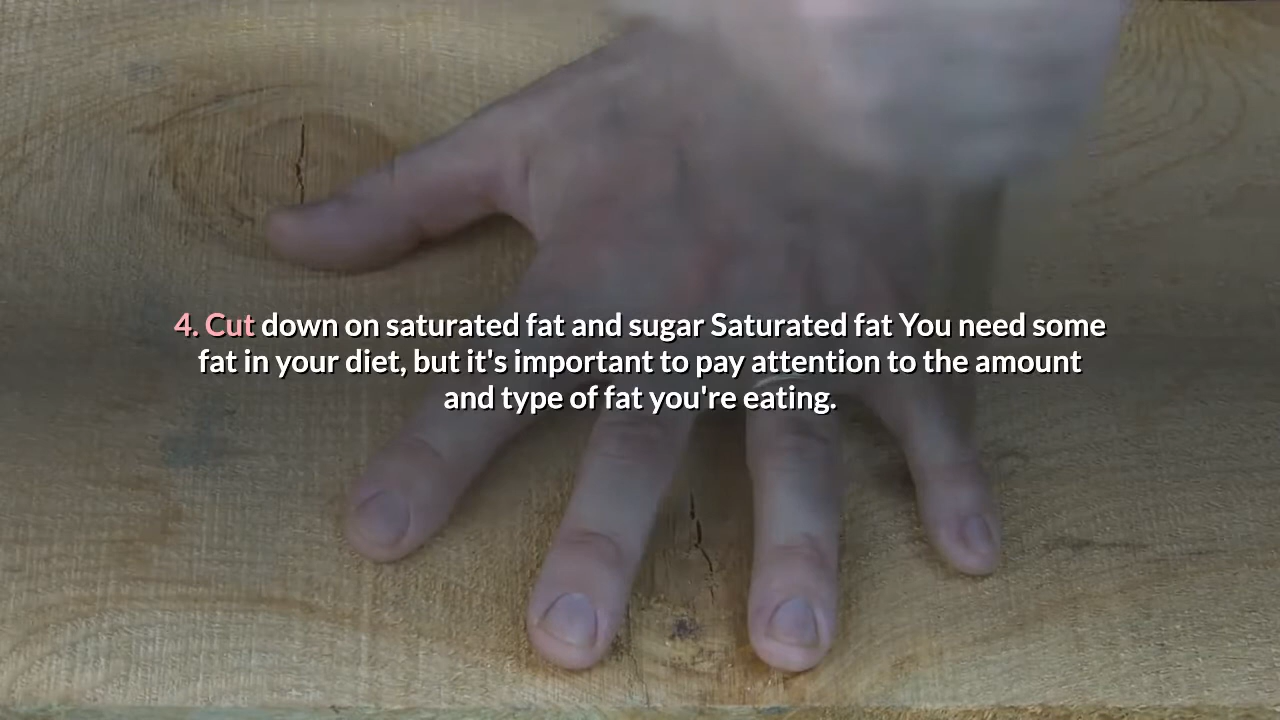 4. Cut down on saturated fat and sugar Saturated fat You need some
fat in your diet, but it's important to pay attention to the amount
and type of fat you're eating.